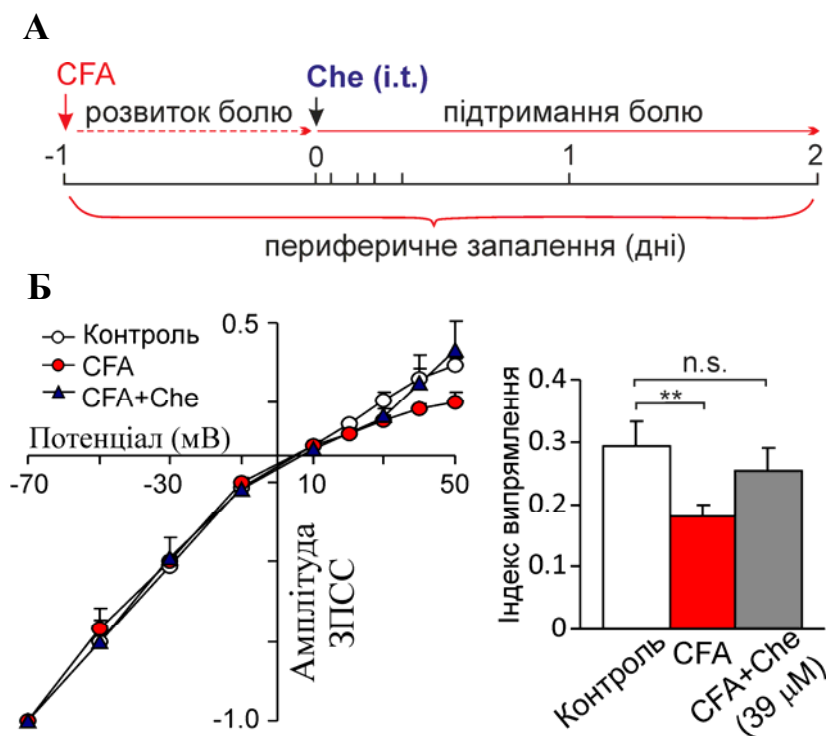 А
CFA
Che (i.t.)
розвиток болю
підтримання болю
-1 0 1 2
периферичне запалення (дні)
Б
Контроль
CFA
CFA+Che
Потенціал (мВ)
0.5
-70 -30 10 50
Амплітуда
ЗПСС
-1.0
n.s.
**
Індекс випрямлення
0.4
0.3
0.2
0.1
0
Контроль
CFA
CFA+Che
(39 μM)